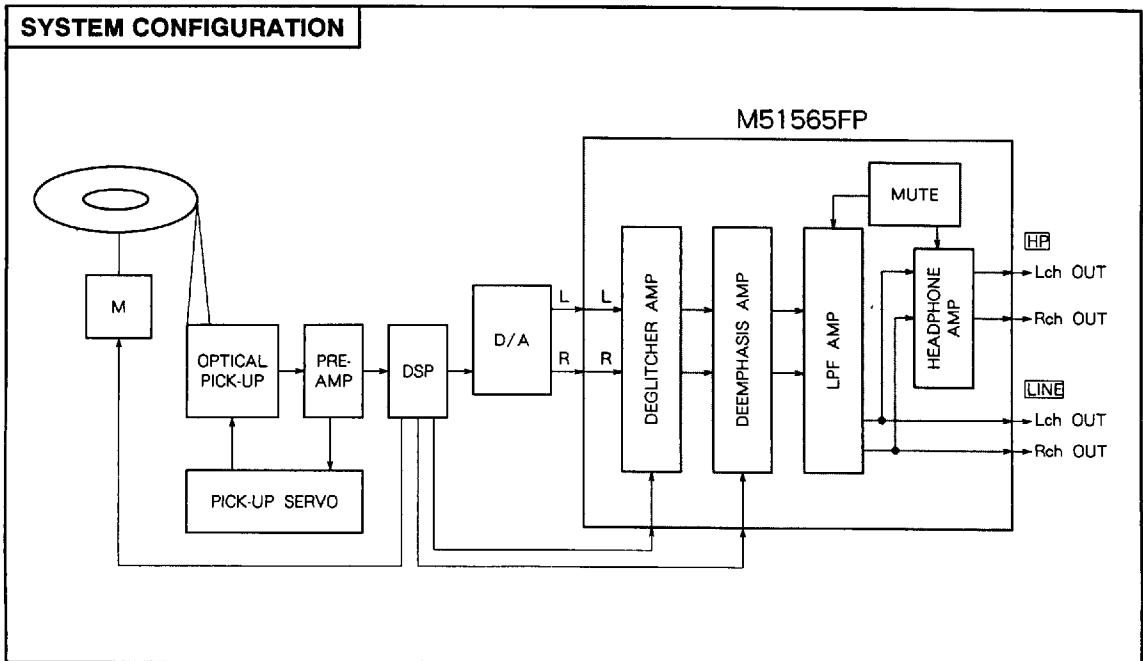 SYSTEM CONFIGURATION
M51565FP
MUTE
HP
Lch OUT
Rch OUT
HEADPHONE
AMP
LINE
Lch OUT
Rch OUT
M
OPTICAL
PICK-UP
PRE-
AMP
DSP
D/A
L
L
R
R
DEGLITCHER AMP
DEEMPHASIS AMP
LPF AMP
PICK-UP SERVO